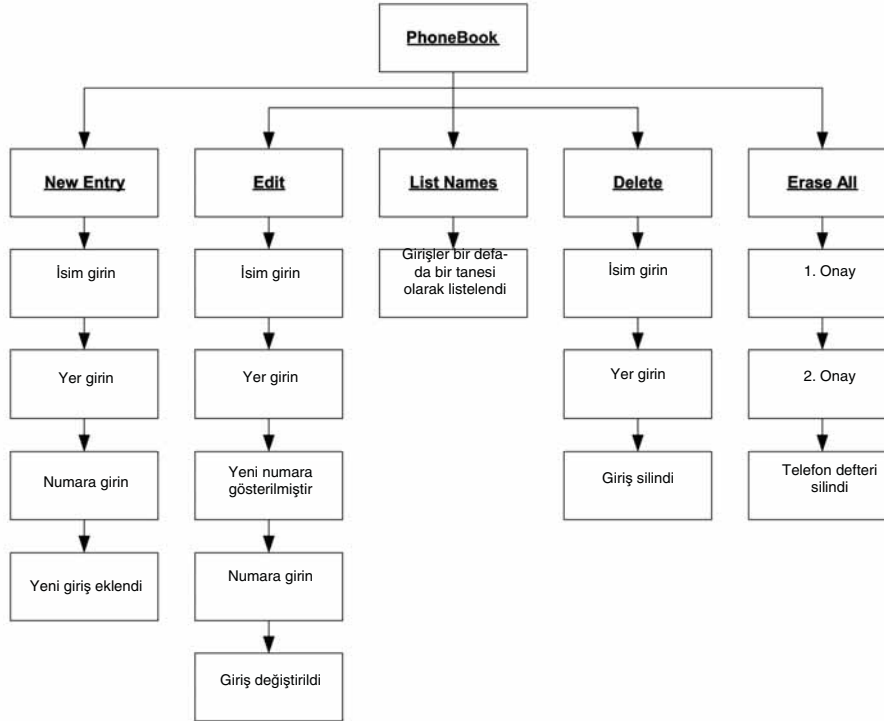 PhoneBook
New Entry
Edit
List Names
Delete
Erase All
İsim girin
İsim girin
Girişler bir defa-
da bir tanesi
olarak listelendi
İsim girin
1. Onay
Yer girin
Yer girin
Yer girin
2. Onay
Numara girin
Yeni numara
gösterilmiştir
Giriş silindi
Telefon defteri
silindi
Yeni giriş eklendi
Numara girin
Giriş değiştirildi